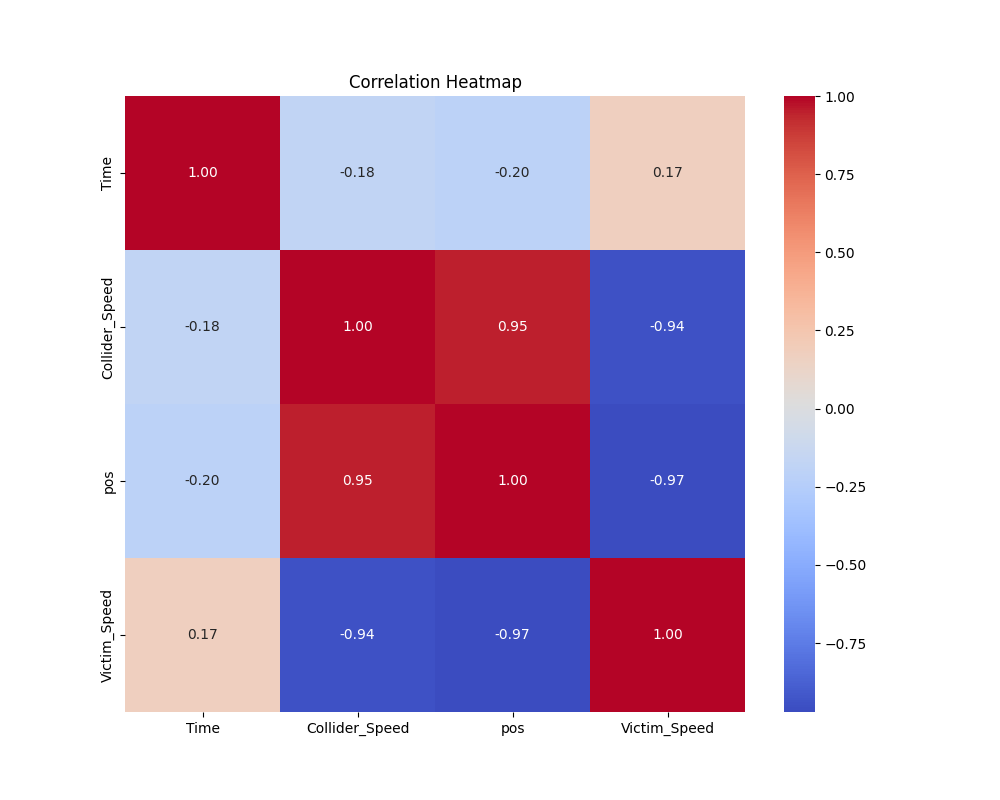 Correlation Heatmap
Time 1.00 -0.18 -0.20 0.17
Collider_Speed -0.18 1.00 0.95 -0.94
pos -0.20 0.95 1.00 -0.97
Victim_Speed 0.17 -0.94 -0.97 1.00
Time Collider_Speed pos Victim_Speed
1.00
0.75
0.50
0.25
0.00
−0.25
−0.50
−0.75